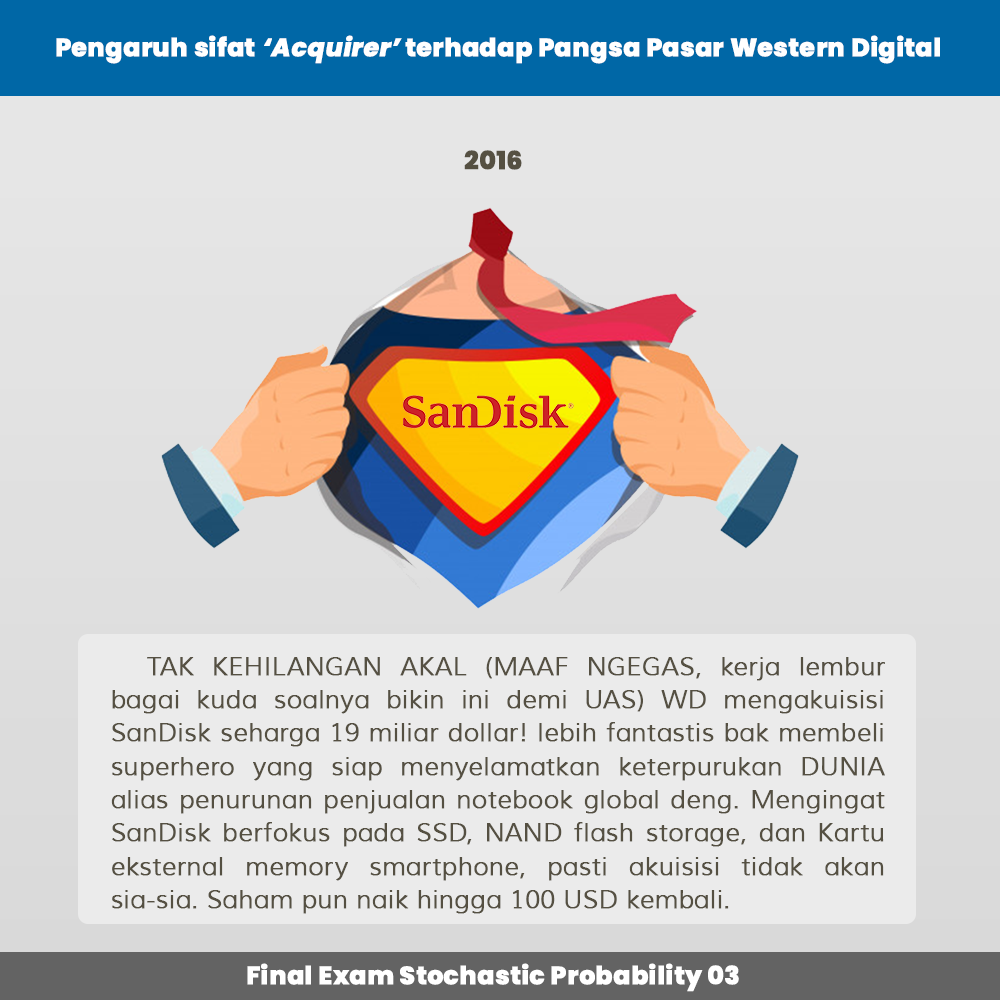 Pengaruh sifat ‘Acquirer’ terhadap Pangsa Pasar Western Digital
2016
SanDisk®
TAK KEHILANGAN AKAL (MAAF NGEGAS, kerja lembur
bagai kuda soalnya bikin ini demi UAS) WD mengakuisisi
SanDisk seharga 19 miliar dollar! lebih fantastis bak membeli
superhero yang siap menyelamatkan keterpurukan DUNIA
alias penurunan penjualan notebook global deng. Mengingat
SanDisk berfokus pada SSD, NAND flash storage, dan Kartu
eksternal memory smartphone, pasti akuisisi tidak akan
sia-sia. Saham pun naik hingga 100 USD kembali.
Final Exam Stochastic Probability 03